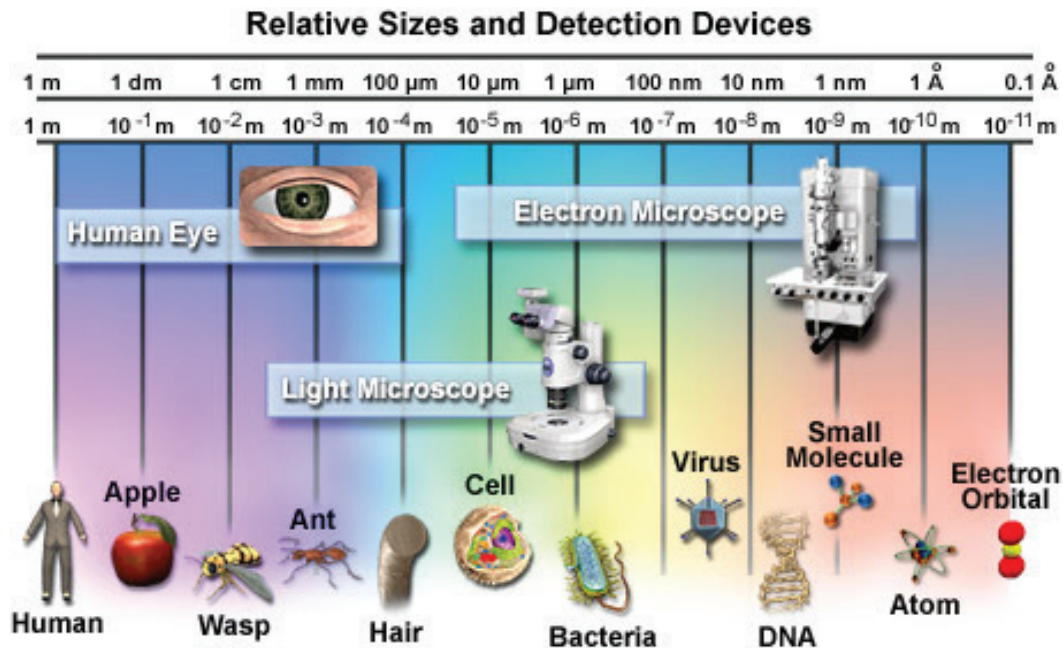 Relative Sizes and Detection Devices
1 m 1 dm 1 cm 1 mm 100 µm 10 µm 1 µm 100 nm 10 nm 1 nm 1 Å 0.1 Å
1 m 10⁻¹ m 10⁻² m 10⁻³ m 10⁻⁴ m 10⁻⁵ m 10⁻⁶ m 10⁻⁷ m 10⁻⁸ m 10⁻⁹ m 10⁻¹⁰ m 10⁻¹¹ m
Human Eye
Electron Microscope
Light Microscope
Human
Apple
Wasp
Ant
Hair
Cell
Bacteria
Virus
DNA
Small
Molecule
Atom
Electron
Orbital